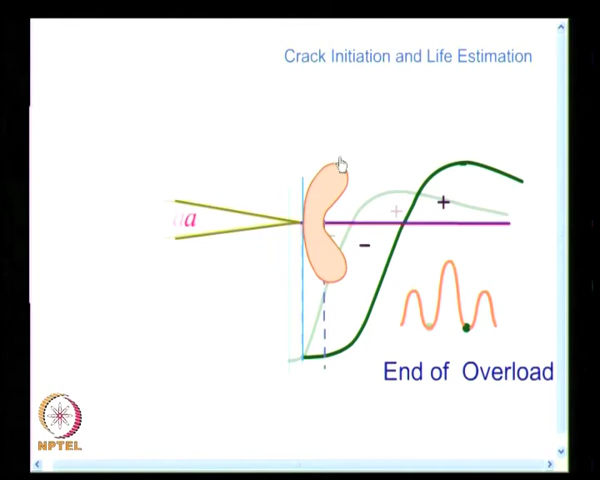 Crack Initiation and Life Estimation
a
+
+
-
End of Overload
NPTEL